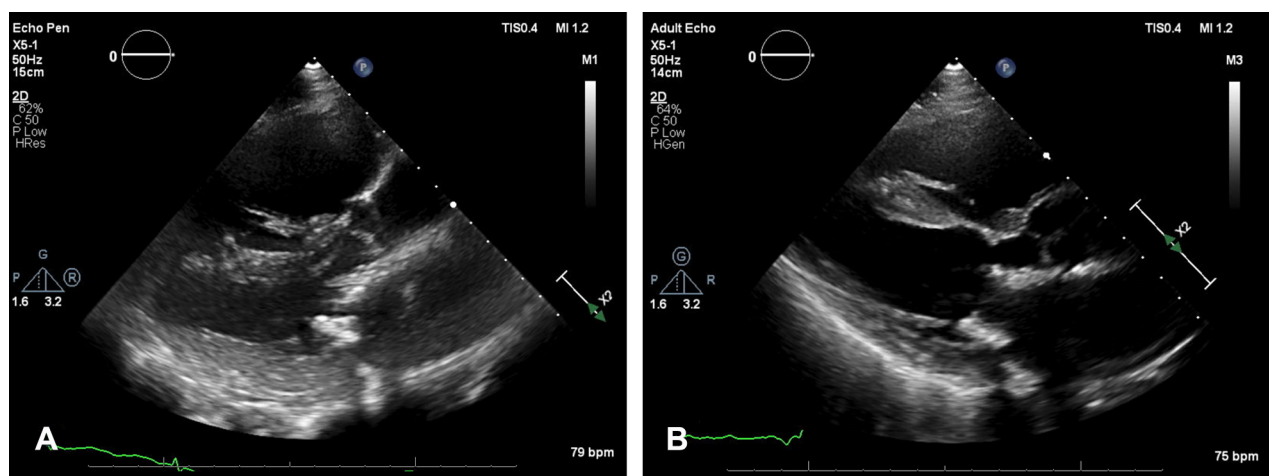 Echo Pen
X5-1
50Hz
15cm
2D
62%
C 50
P Low
HRes
0
P
TIS0.4 MI 1.2
M1
G
P R
1.6 3.2
X2
A
79 bpm
Adult Echo
X5-1
50Hz
14cm
2D
64%
C 50
P Low
HGen
0
P
TIS0.4 MI 1.2
M3
G
P R
1.6 3.2
X2
B
75 bpm